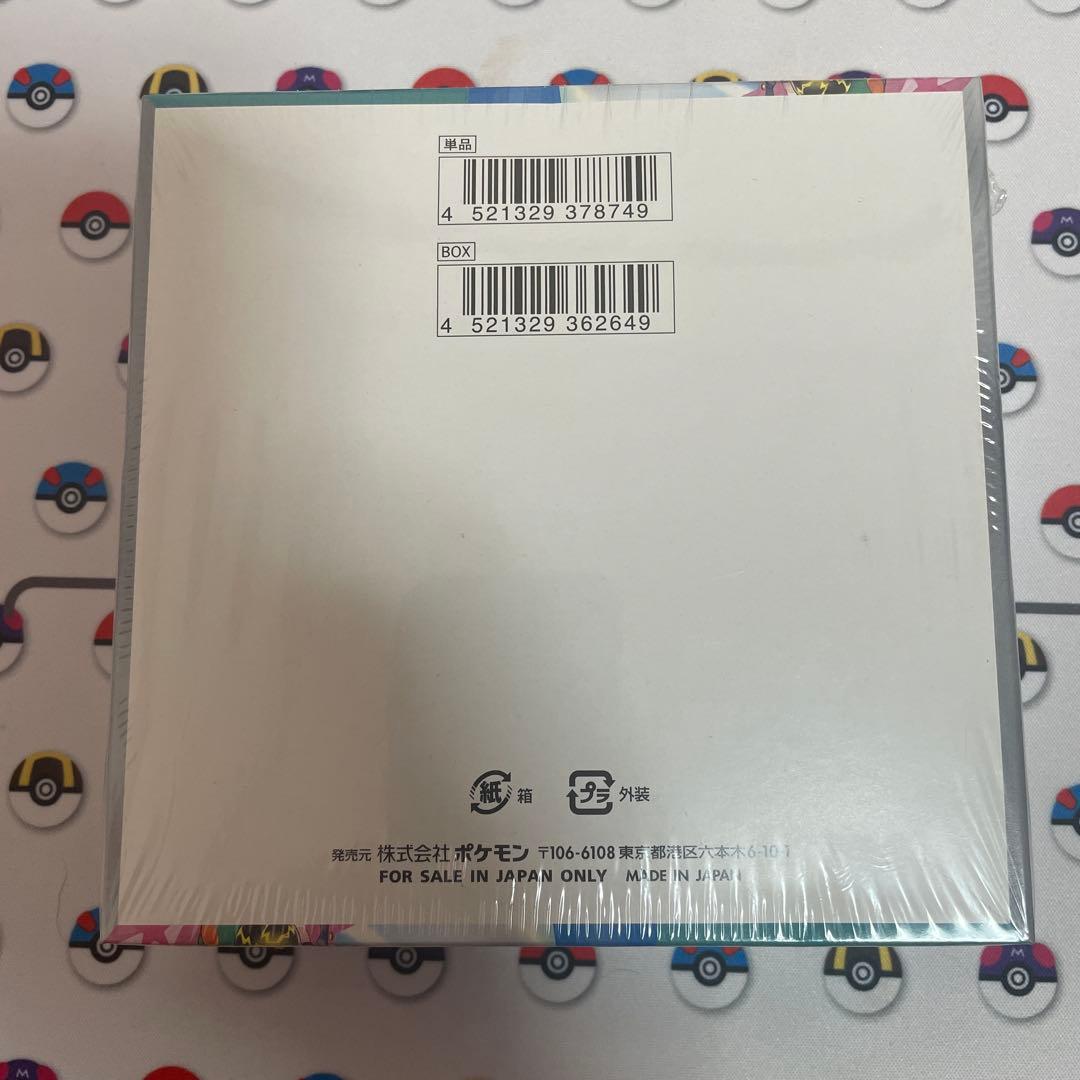 単品
4 521329 378749
BOX
4 521329 362649
紙 箱 プラ 外装
発売元 株式会社 ポケモン 〒106-6108 東京都港区六本木6-10-1
FOR SALE IN JAPAN ONLY MADE IN JAPAN